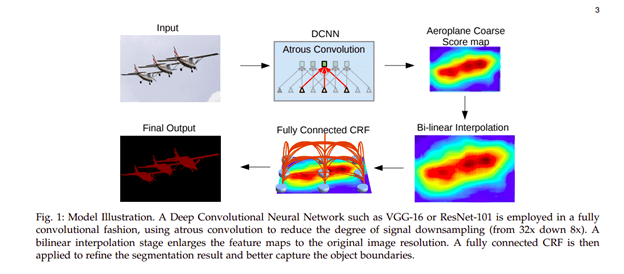 3
Input
DCNN
Atrous Convolution
Aeroplane Coarse
Score map
Final Output
Fully Connected CRF
Bi-linear Interpolation
Fig. 1: Model Illustration. A Deep Convolutional Neural Network such as VGG-16 or ResNet-101 is employed in a fully
convolutional fashion, using atrous convolution to reduce the degree of signal downsampling (from 32x down 8x). A
bilinear interpolation stage enlarges the feature maps to the original image resolution. A fully connected CRF is then
applied to refine the segmentation result and better capture the object boundaries.